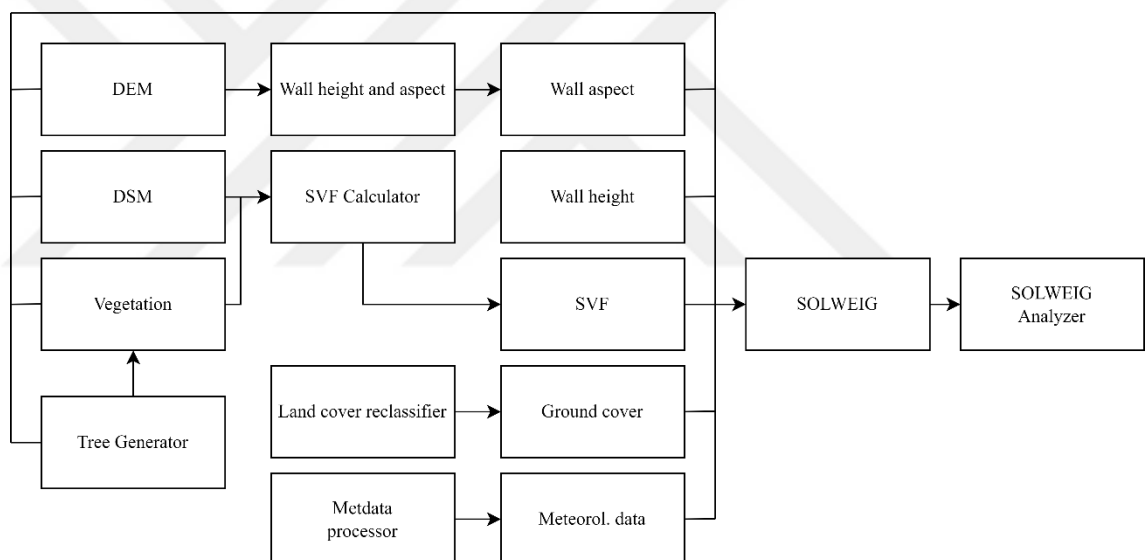 DEM
Wall height and aspect
Wall aspect
DSM
SVF Calculator
Wall height
Vegetation
SVF
SOLWEIG
SOLWEIG
Analyzer
Tree Generator
Land cover reclassifier
Ground cover
Metdata
processor
Meteorol. data